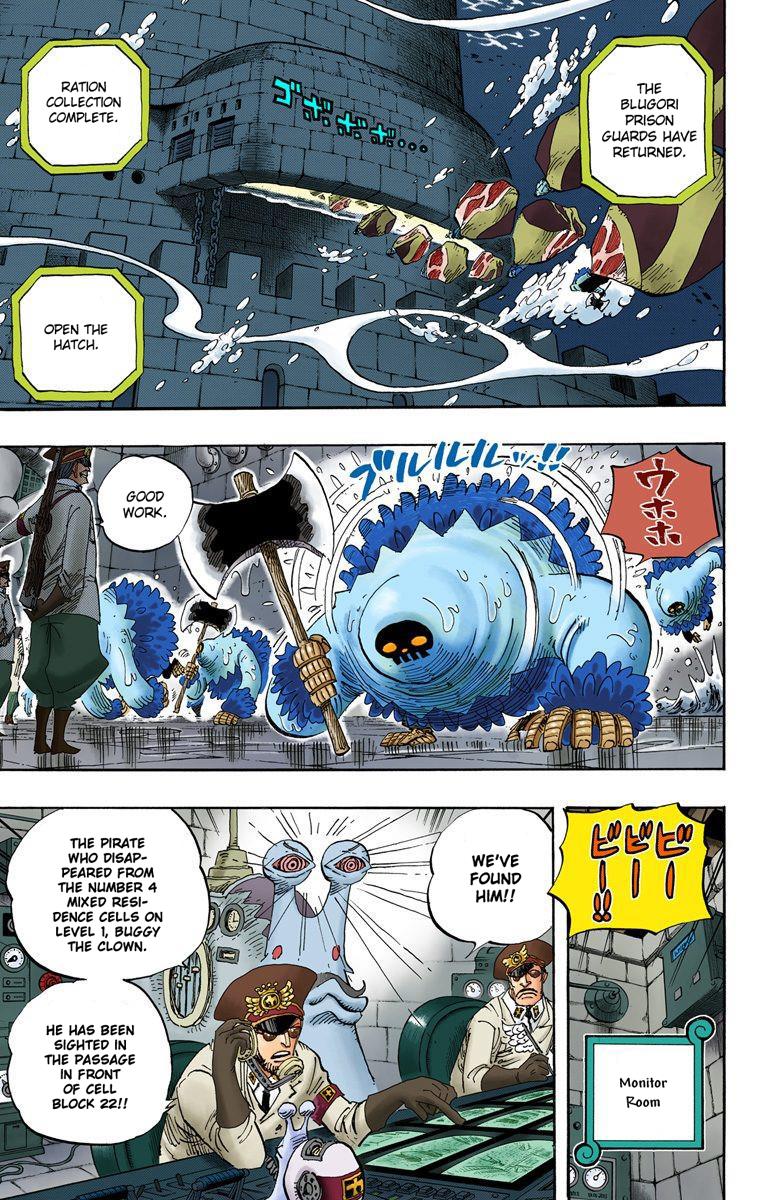 THE
BLUGORI
PRISON
GUARDS HAVE
RETURNED.
ゴボボボ...
RATION
COLLECTION
COMPLETE.
OPEN THE
HATCH.
ウホホ
ブルルルルッ!!
GOOD
WORK.
ビービービー!!
Monitor
Room
WE'VE
FOUND
HIM!!
THE PIRATE
WHO DISAP-
PEARED FROM
THE NUMBER 4
MIXED RESI-
DENCE CELLS ON
LEVEL 1, BUGGY
THE CLOWN.
HE HAS BEEN
SIGHTED IN
THE PASSAGE
IN FRONT
OF CELL
BLOCK 22!!